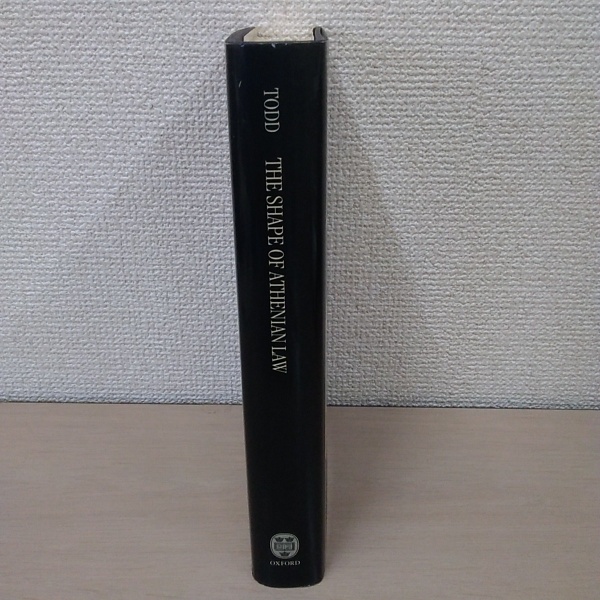 TODD
THE SHAPE OF ATHENIAN LAW
OXFORD